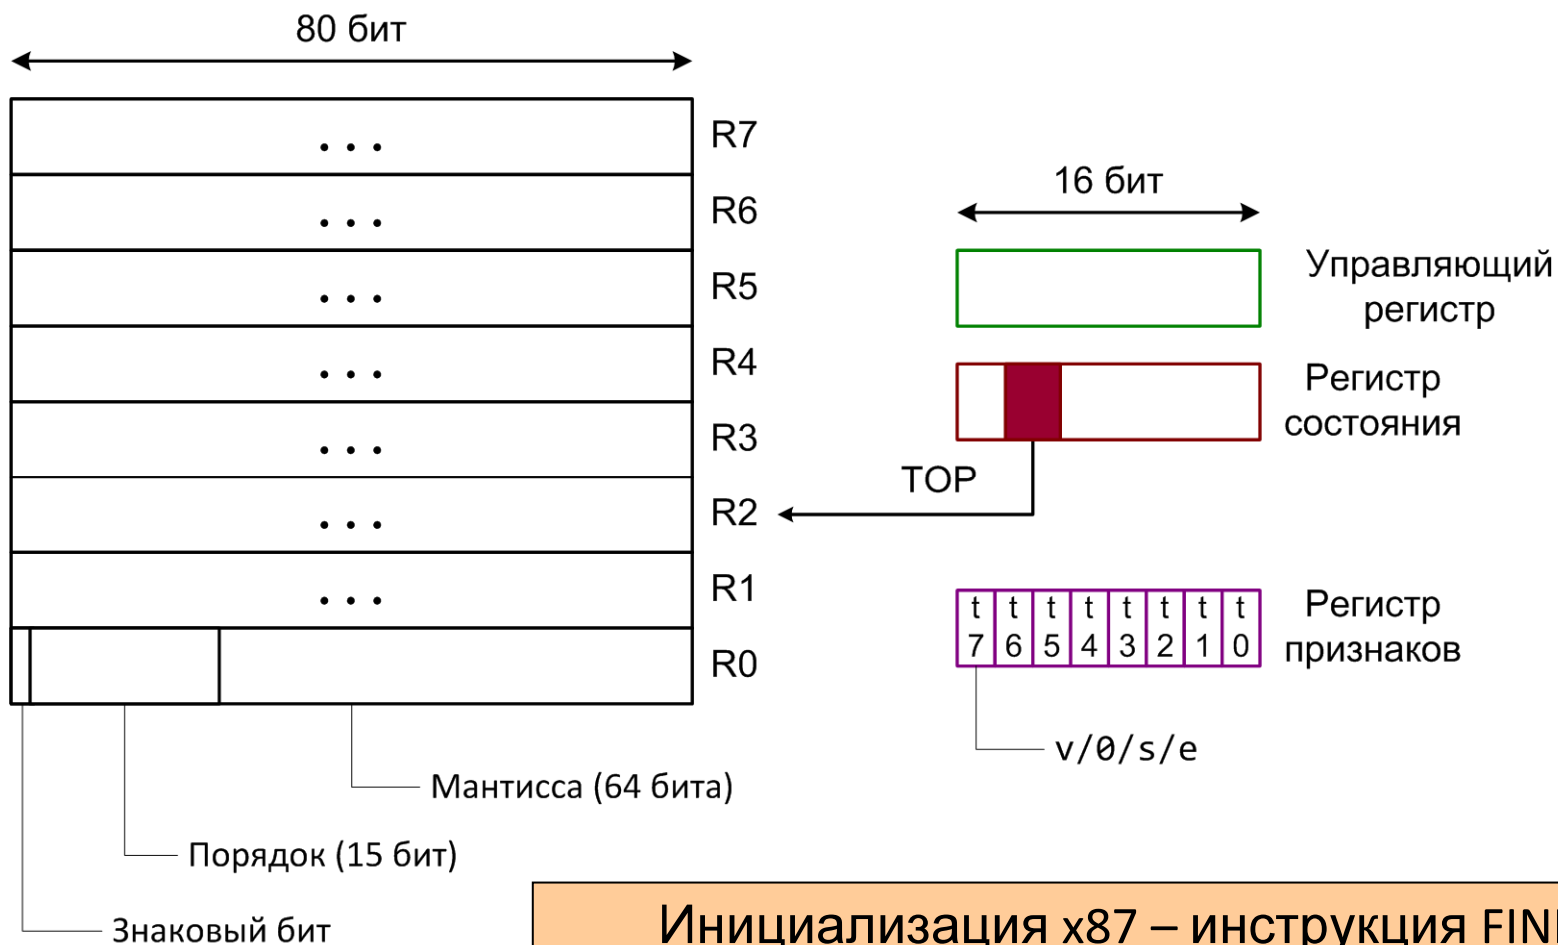 80 бит
. . .
R7
. . .
R6
. . .
R5
. . .
R4
. . .
R3
. . .
R2
. . .
R1
R0
16 бит
Управляющий
регистр
Регистр
состояния
TOP
t t t t t t t t
7 6 5 4 3 2 1 0
Регистр
признаков
v/0/s/e
Мантисса (64 бита)
Порядок (15 бит)
Знаковый бит
Инициализация x87 – инструкция